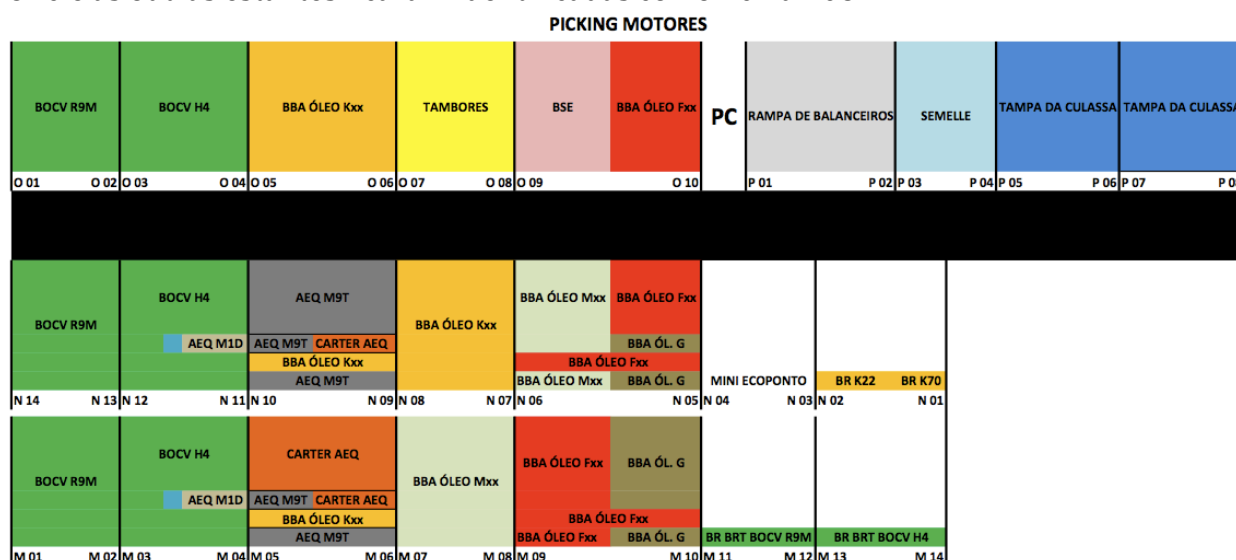 PICKING MOTORES
BOCV R9M BOCV H4 BBA ÓLEO Kxx TAMBORES BSE BBA ÓLEO Fxx PC RAMPA DE BALANCEIROS SEMELLE TAMPA DA CULASSA TAMPA DA CULASSA
O 01 O 02 O 03 O 04 O 05 O 06 O 07 O 08 O 09 O 10 P 01 P 02 P 03 P 04 P 05 P 06 P 07
BOCV R9M BOCV H4 AEQ M9T BBA ÓLEO Kxx BBA ÓLEO Mxx BBA ÓLEO Fxx
AEQ M1D AEQ M9T CARTER AEQ BBA ÓL. G
BBA ÓLEO Kxx BBA ÓLEO Fxx
AEQ M9T BBA ÓLEO Mxx BBA ÓL. G MINI ECOPONTO BR K22 BR K70
N 14 N 13 N 12 N 11 N 10 N 09 N 08 N 07 N 06 N 05 N 04 N 03 N 02 N 01
BOCV R9M BOCV H4 CARTER AEQ BBA ÓLEO Mxx BBA ÓLEO Fxx BBA ÓL. G
AEQ M1D AEQ M9T CARTER AEQ
BBA ÓLEO Kxx BBA ÓLEO Fxx
AEQ M9T BBA ÓLEO Fxx BBA ÓL. G BR BRT BOCV R9M BR BRT BOCV H4
M 01 M 02 M 03 M 04 M 05 M 06 M 07 M 08 M 09 M 10 M 11 M 12 M 13 M 14